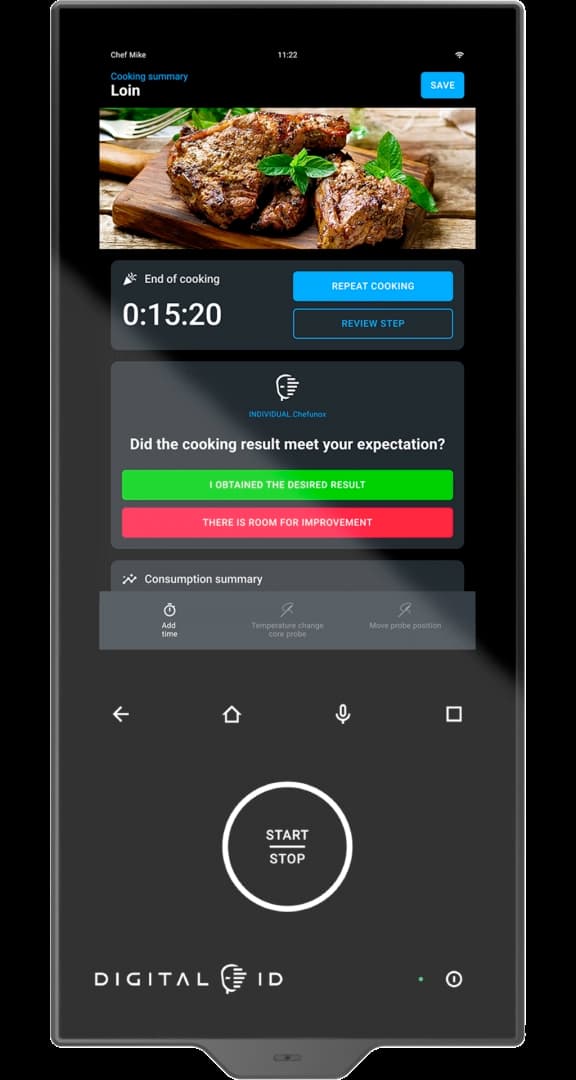 Chef Mike 11:22
Cooking summary
Loin
SAVE
End of cooking
0:15:20
REPEAT COOKING
REVIEW STEP
INDIVIDUAL.Chefunox
Did the cooking result meet your expectation?
I OBTAINED THE DESIRED RESULT
THERE IS ROOM FOR IMPROVEMENT
Consumption summary
Add
time
Temperature change
core probe
Move probe position
START
STOP
DIGITAL ID